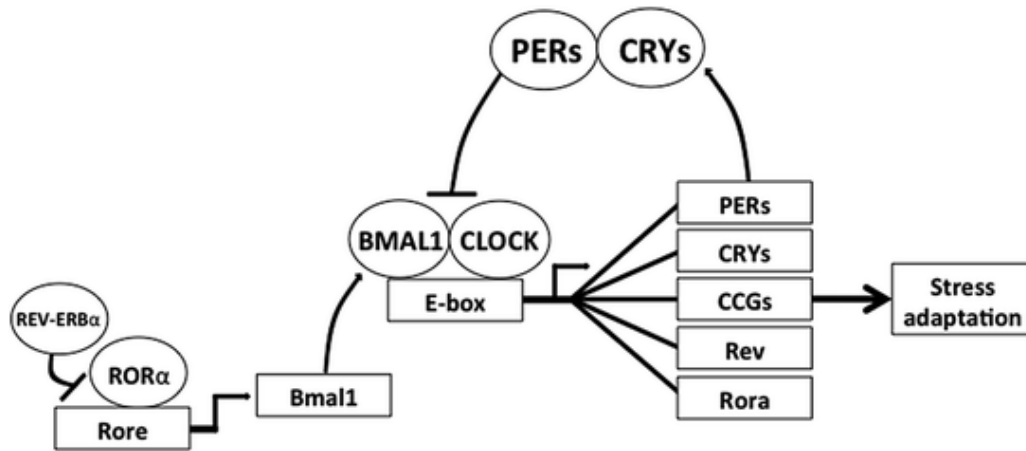 PERs
CRYs
PERs
BMAL1
CLOCK
CRYs
E-box
CCGs
Stress
adaptation
REV-ERBα
Rev
RORα
Bmal1
Rora
Rore